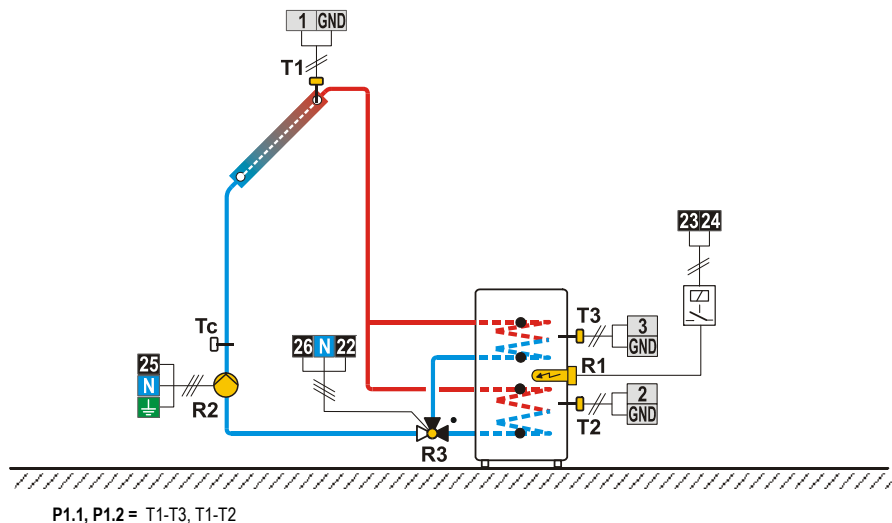 1 GND
T1
23 24
Tc
26 N 22
T3
3
GND
25
N
R2
R1
2
GND
T2
R3
P1.1, P1.2 = T1-T3, T1-T2